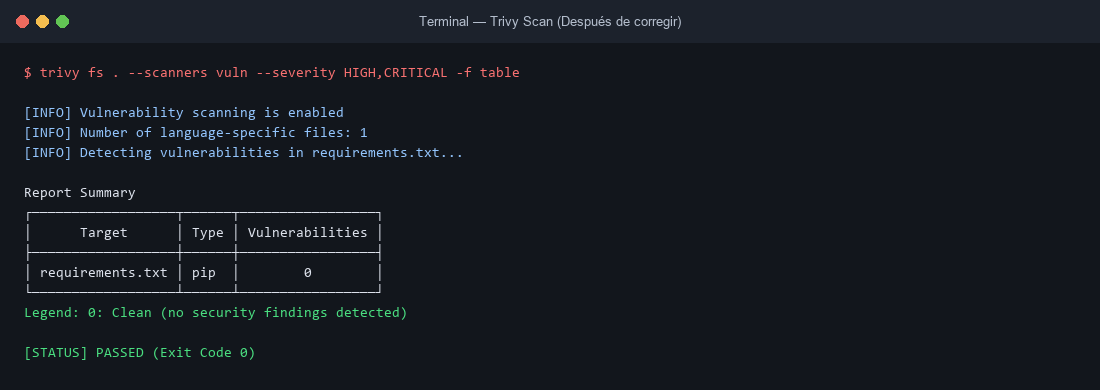 Terminal — Trivy Scan (Después de corregir)
$ trivy fs . --scanners vuln --severity HIGH,CRITICAL -f table
[INFO] Vulnerability scanning is enabled
[INFO] Number of language-specific files: 1
[INFO] Detecting vulnerabilities in requirements.txt...
Report Summary
┌──────────────────┬──────┬─────────────────┐
│      Target      │ Type │ Vulnerabilities │
├──────────────────┼──────┼─────────────────┤
│ requirements.txt │ pip  │        0        │
└──────────────────┴──────┴─────────────────┘
Legend: 0: Clean (no security findings detected)
[STATUS] PASSED (Exit Code 0)